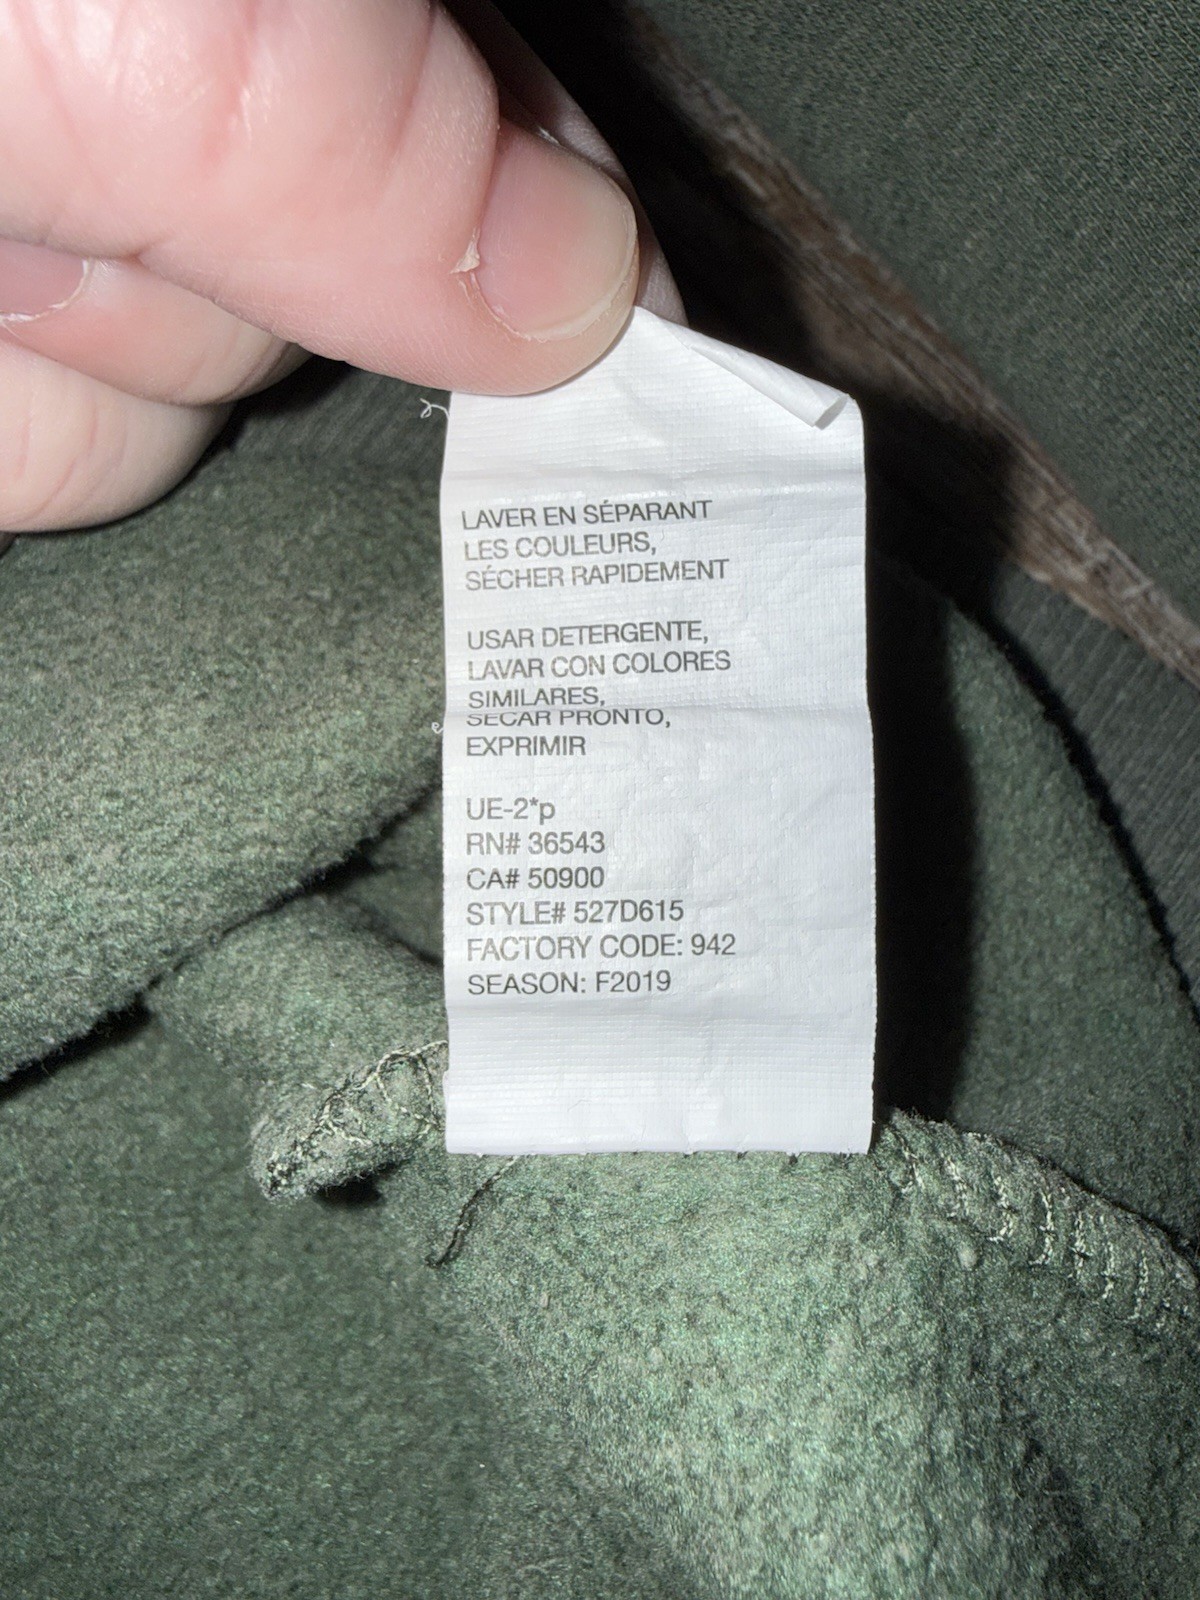 LAVER EN SÉPARANT
LES COULEURS,
SÉCHER RAPIDEMENT
USAR DETERGENTE,
LAVAR CON COLORES
SIMILARES,
SECAR PRONTO,
EXPRIMIR
UE-2*p
RN# 36543
CA# 50900
STYLE# 527D615
FACTORY CODE: 942
SEASON: F2019